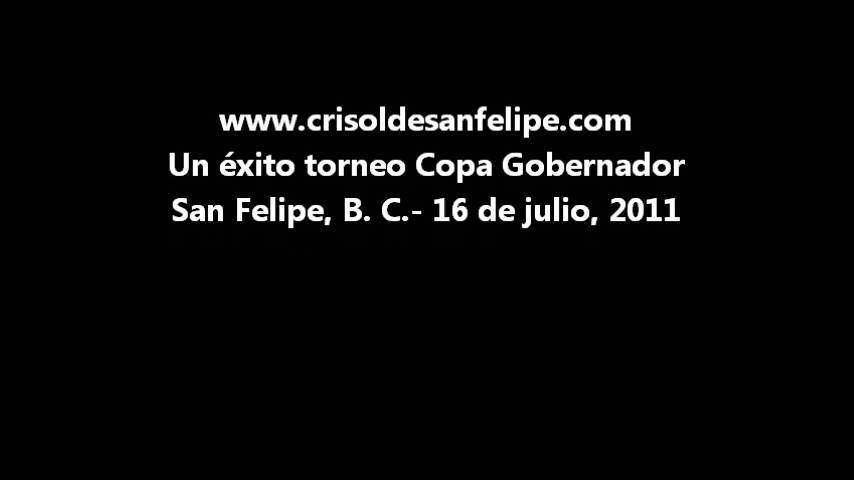 www.crisoldesanfelipe.com
Un éxito torneo Copa Gobernador
San Felipe, B. C.- 16 de julio, 2011